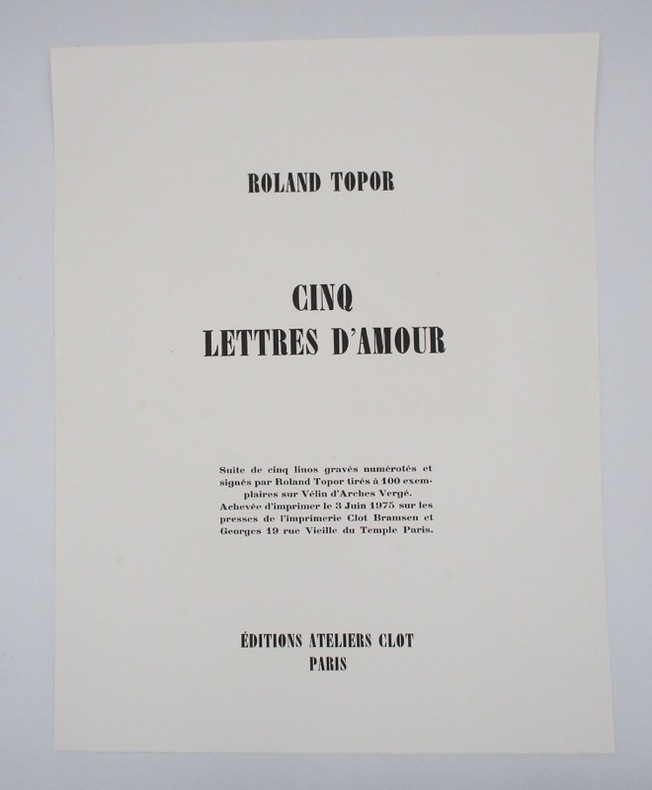 ROLAND TOPOR
CINQ
LETTRES D'AMOUR
Suite de cinq linos gravés numérotés et
signés par Roland Topor tirés à 100 exem-
plaires sur Vélin d'Arches Vergé.
Achevée d'imprimer le 3 Juin 1975 sur les
presses de l'imprimerie Clot Bramsen et
Georges 19 rue Vieille du Temple Paris.
ÉDITIONS ATELIERS CLOT
PARIS